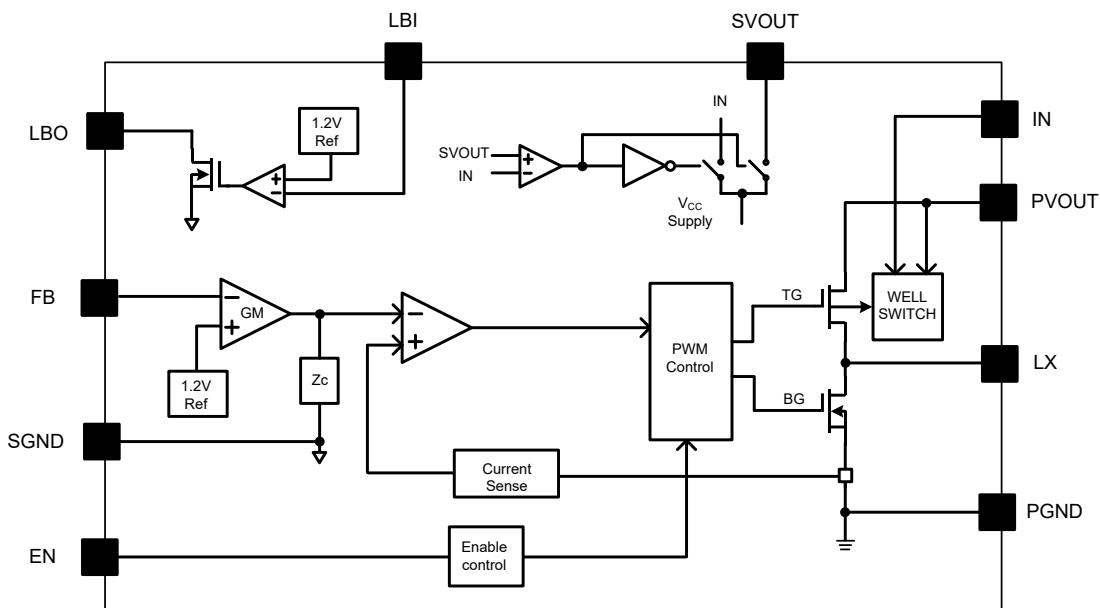 LBI
SVOUT
LBO
1.2V
Ref
+
−
SVOUT
IN
+
−
IN
VCC
Supply
IN
PVOUT
FB
−
GM
+
1.2V
Ref
Zc
−
+
PWM
Control
TG
BG
WELL
SWITCH
LX
SGND
Current
Sense
PGND
EN
Enable
control